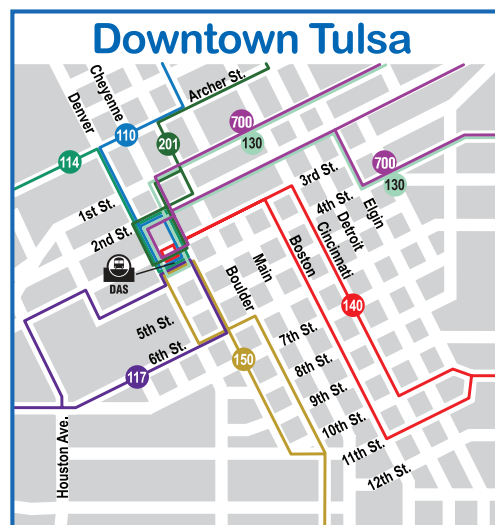 Downtown Tulsa
Cheyenne
Denver
Archer St.
110
114
201
700
130
700
130
3rd St.
4th St.
Elgin
Detroit
Cincinnati
1st St.
2nd St.
DAS
Main
Boston
Boulder
140
5th St.
6th St.
7th St.
8th St.
9th St.
10th St.
11th St.
12th St.
150
117
Houston Ave.